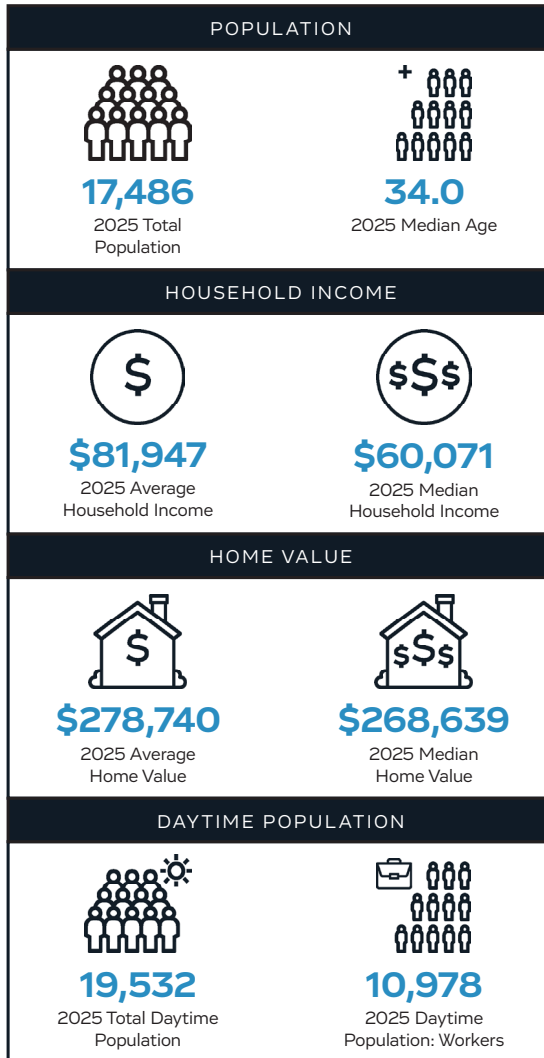 POPULATION
17,486
2025 Total
Population
34.0
2025 Median Age
HOUSEHOLD INCOME
$
$81,947
2025 Average
Household Income
$$$
$60,071
2025 Median
Household Income
HOME VALUE
$
$278,740
2025 Average
Home Value
$$$
$268,639
2025 Median
Home Value
DAYTIME POPULATION
19,532
2025 Total Daytime
Population
10,978
2025 Daytime
Population: Workers